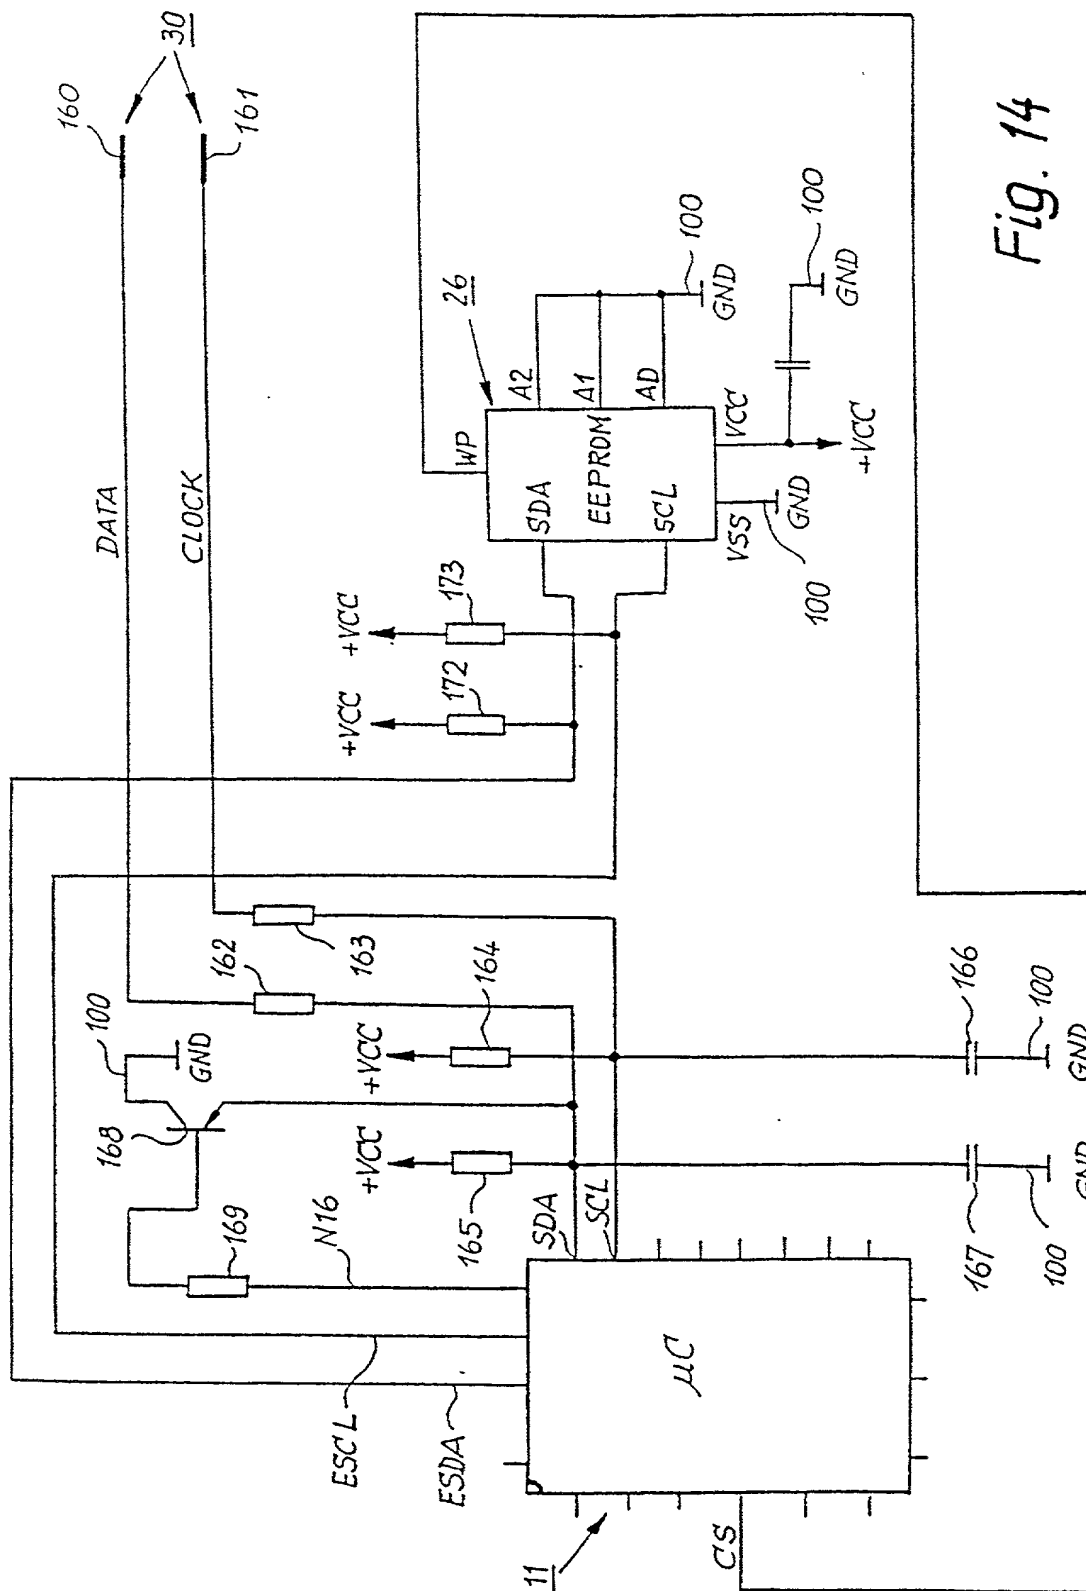 30
160
161
DATA
CLOCK
26
WP
A2
A1
AD
SDA
EEPROM
SCL
VSS
VCC
100
GND
100
GND
100
GND
+VCC
Fig. 14
+VCC
173
+VCC
172
162
163
100
GND
168
169
N16
+VCC
164
+VCC
165
SDA
SCL
166
100
GND
167
100
GND
ESCL
ESDA
µC
11
CS